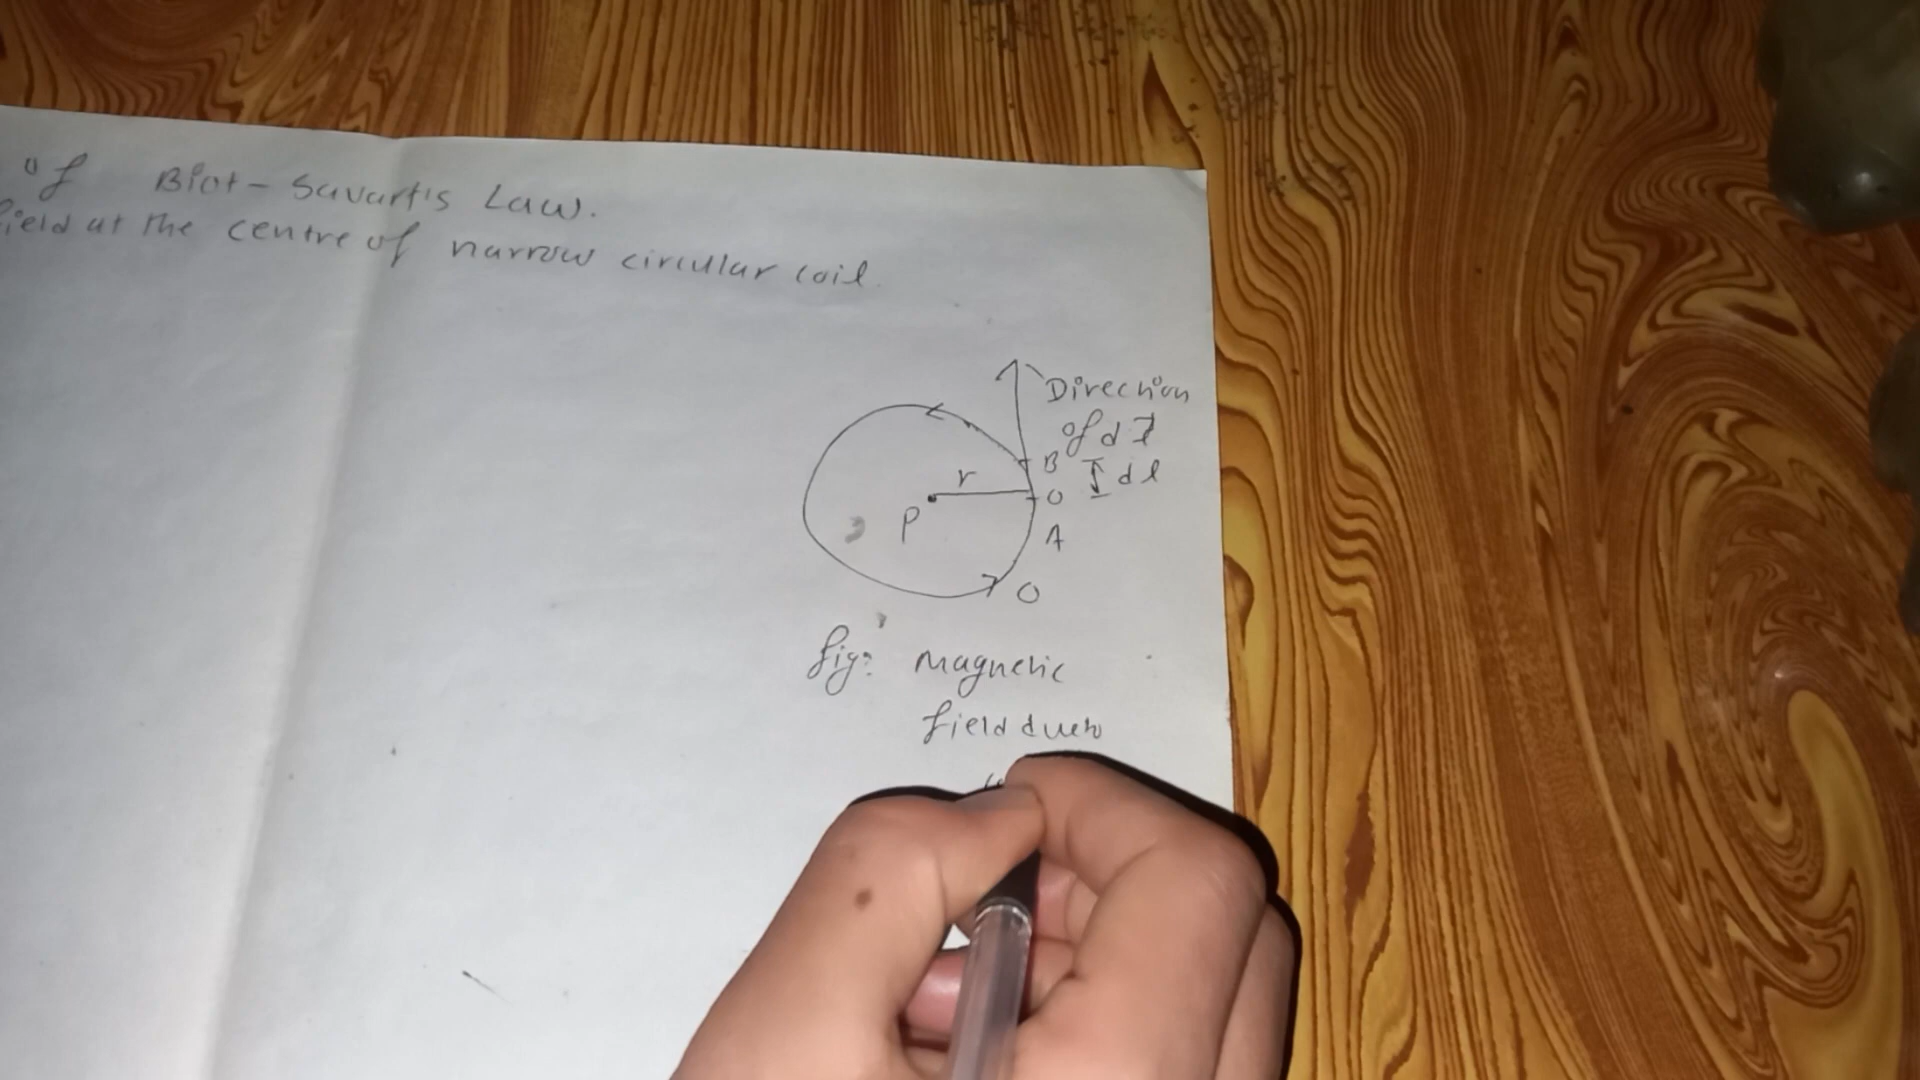 of Biot- Savart's Law.
field at the centre of narrow circular coil.
Direction
of dl
B
dl
r
O
P
A
O
fig: Magnetic
field due to